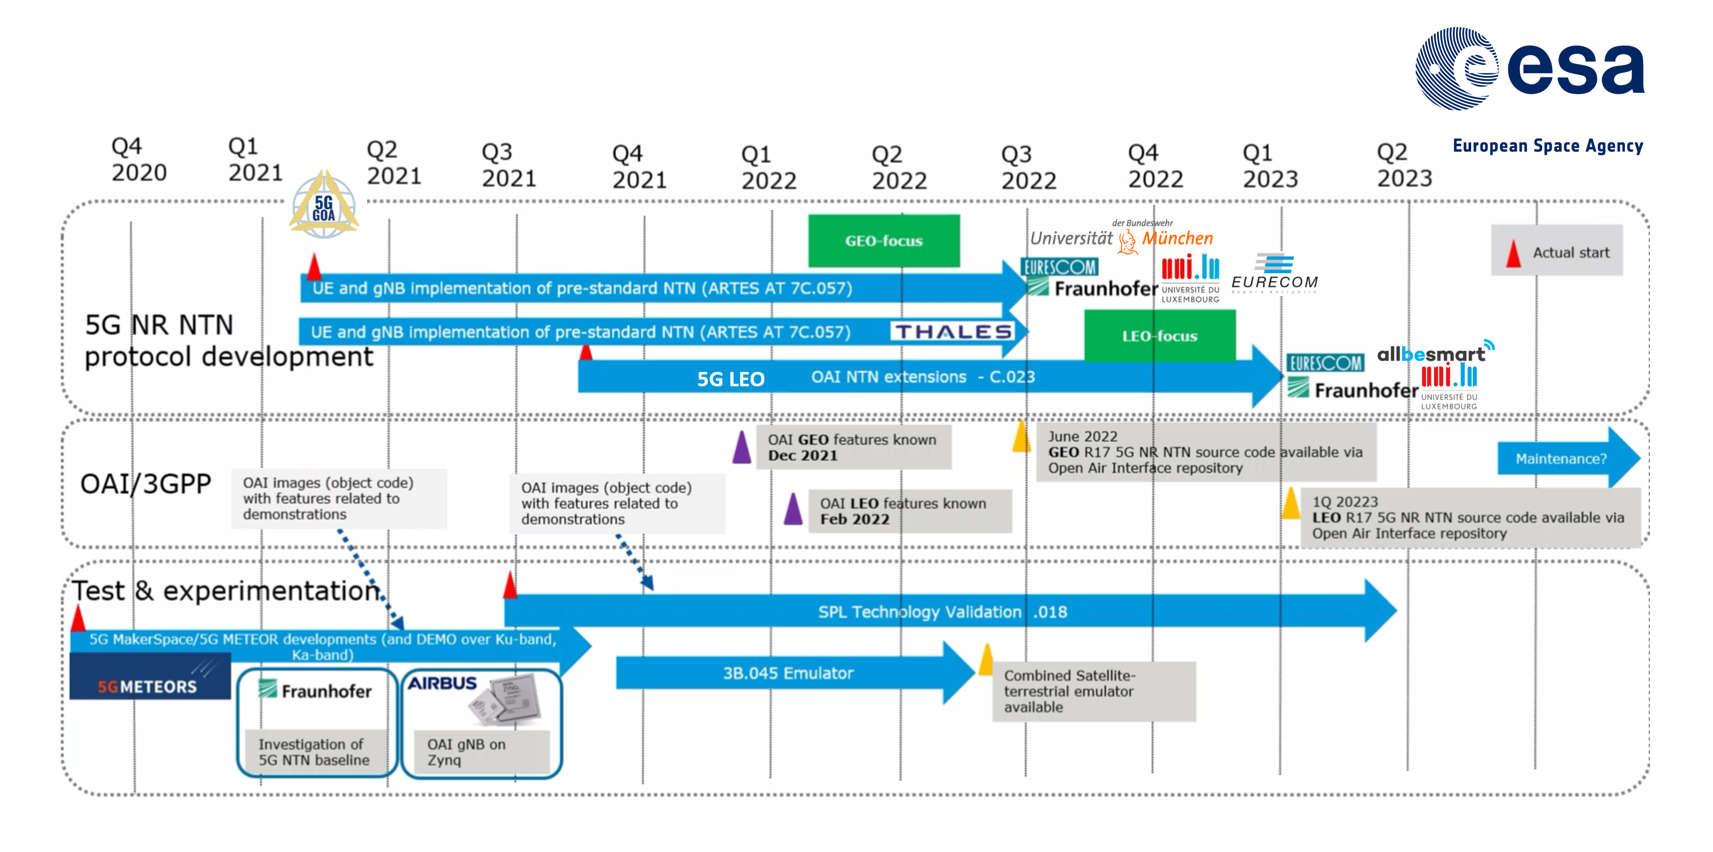 esa
European Space Agency
Q4
2020
Q1
2021
Q2
2021
Q3
2021
Q4
2021
Q1
2022
Q2
2022
Q3
2022
Q4
2022
Q1
2023
Q2
2023
5G
GOA
GEO-focus
der Bundeswehr
Universität München
Actual start
UE and gNB implementation of pre-standard NTN (ARTES AT 7C.057)
EURESCOM
Fraunhofer
uni.lu
UNIVERSITÉ DU
LUXEMBOURG
EURECOM
5G NR NTN
protocol development
UE and gNB implementation of pre-standard NTN (ARTES AT 7C.057)
THALES
LEO-focus
5G LEO
OAI NTN extensions - C.023
EURESCOM
Fraunhofer
allbesmart
uni.lu
UNIVERSITÉ DU
LUXEMBOURG
OAI/3GPP
OAI images (object code)
with features related to
demonstrations
OAI images (object code)
with features related to
demonstrations
OAI GEO features known
Dec 2021
OAI LEO features known
Feb 2022
June 2022
GEO R17 5G NR NTN source code available via
Open Air Interface repository
Maintenance?
1Q 20223
LEO R17 5G NR NTN source code available via
Open Air Interface repository
Test & experimentation
SPL Technology Validation .018
5G MakerSpace/5G METEOR developments (and DEMO over Ku-band,
Ka-band)
5GMETEORS
Fraunhofer
Investigation of
5G NTN baseline
AIRBUS
ZYNQ
OAI gNB on
Zynq
3B.045 Emulator
Combined Satellite-
terrestrial emulator
available